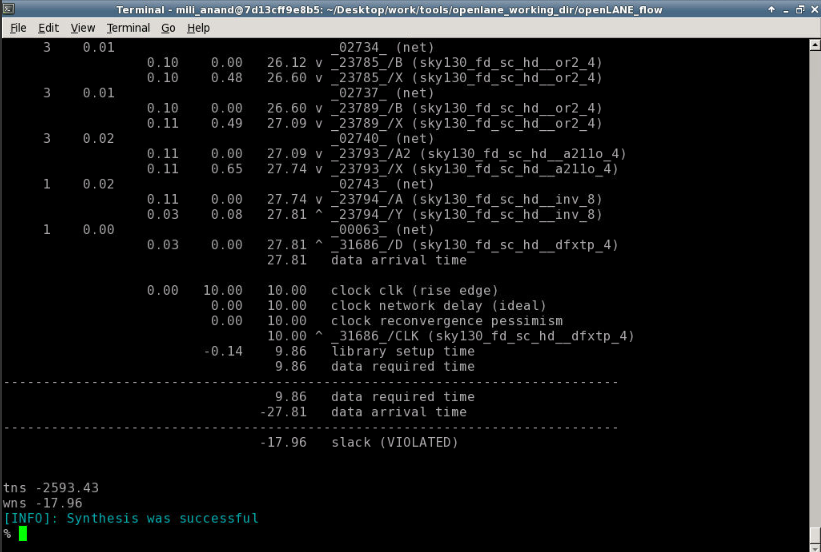 Terminal - mili_anand@7d13cff9e8b5: ~/Desktop/work/tools/openlane_working_dir/openLANE_flow
File Edit View Terminal Go Help
3 0.01 _02734_ (net)
0.10 0.00 26.12 v _23785_/B (sky130_fd_sc_hd__or2_4)
0.10 0.48 26.60 v _23785_/X (sky130_fd_sc_hd__or2_4)
3 0.01 _02737_ (net)
0.10 0.00 26.60 v _23789_/B (sky130_fd_sc_hd__or2_4)
0.11 0.49 27.09 v _23789_/X (sky130_fd_sc_hd__or2_4)
3 0.02 _02740_ (net)
0.11 0.00 27.09 v _23793_/A2 (sky130_fd_sc_hd__a211o_4)
0.11 0.65 27.74 v _23793_/X (sky130_fd_sc_hd__a211o_4)
1 0.02 _02743_ (net)
0.11 0.00 27.74 v _23794_/A (sky130_fd_sc_hd__inv_8)
0.03 0.08 27.81 ^ _23794_/Y (sky130_fd_sc_hd__inv_8)
1 0.00 _00063_ (net)
0.03 0.00 27.81 ^ _31686_/D (sky130_fd_sc_hd__dfxtp_4)
27.81 data arrival time
0.00 10.00 10.00 clock clk (rise edge)
0.00 10.00 clock network delay (ideal)
0.00 10.00 clock reconvergence pessimism
10.00 ^ _31686_/CLK (sky130_fd_sc_hd__dfxtp_4)
-0.14 9.86 library setup time
9.86 data required time
-----------------------------------------------------------------------------
9.86 data required time
-27.81 data arrival time
-----------------------------------------------------------------------------
-17.96 slack (VIOLATED)
tns -2593.43
wns -17.96
[INFO]: Synthesis was successful
%